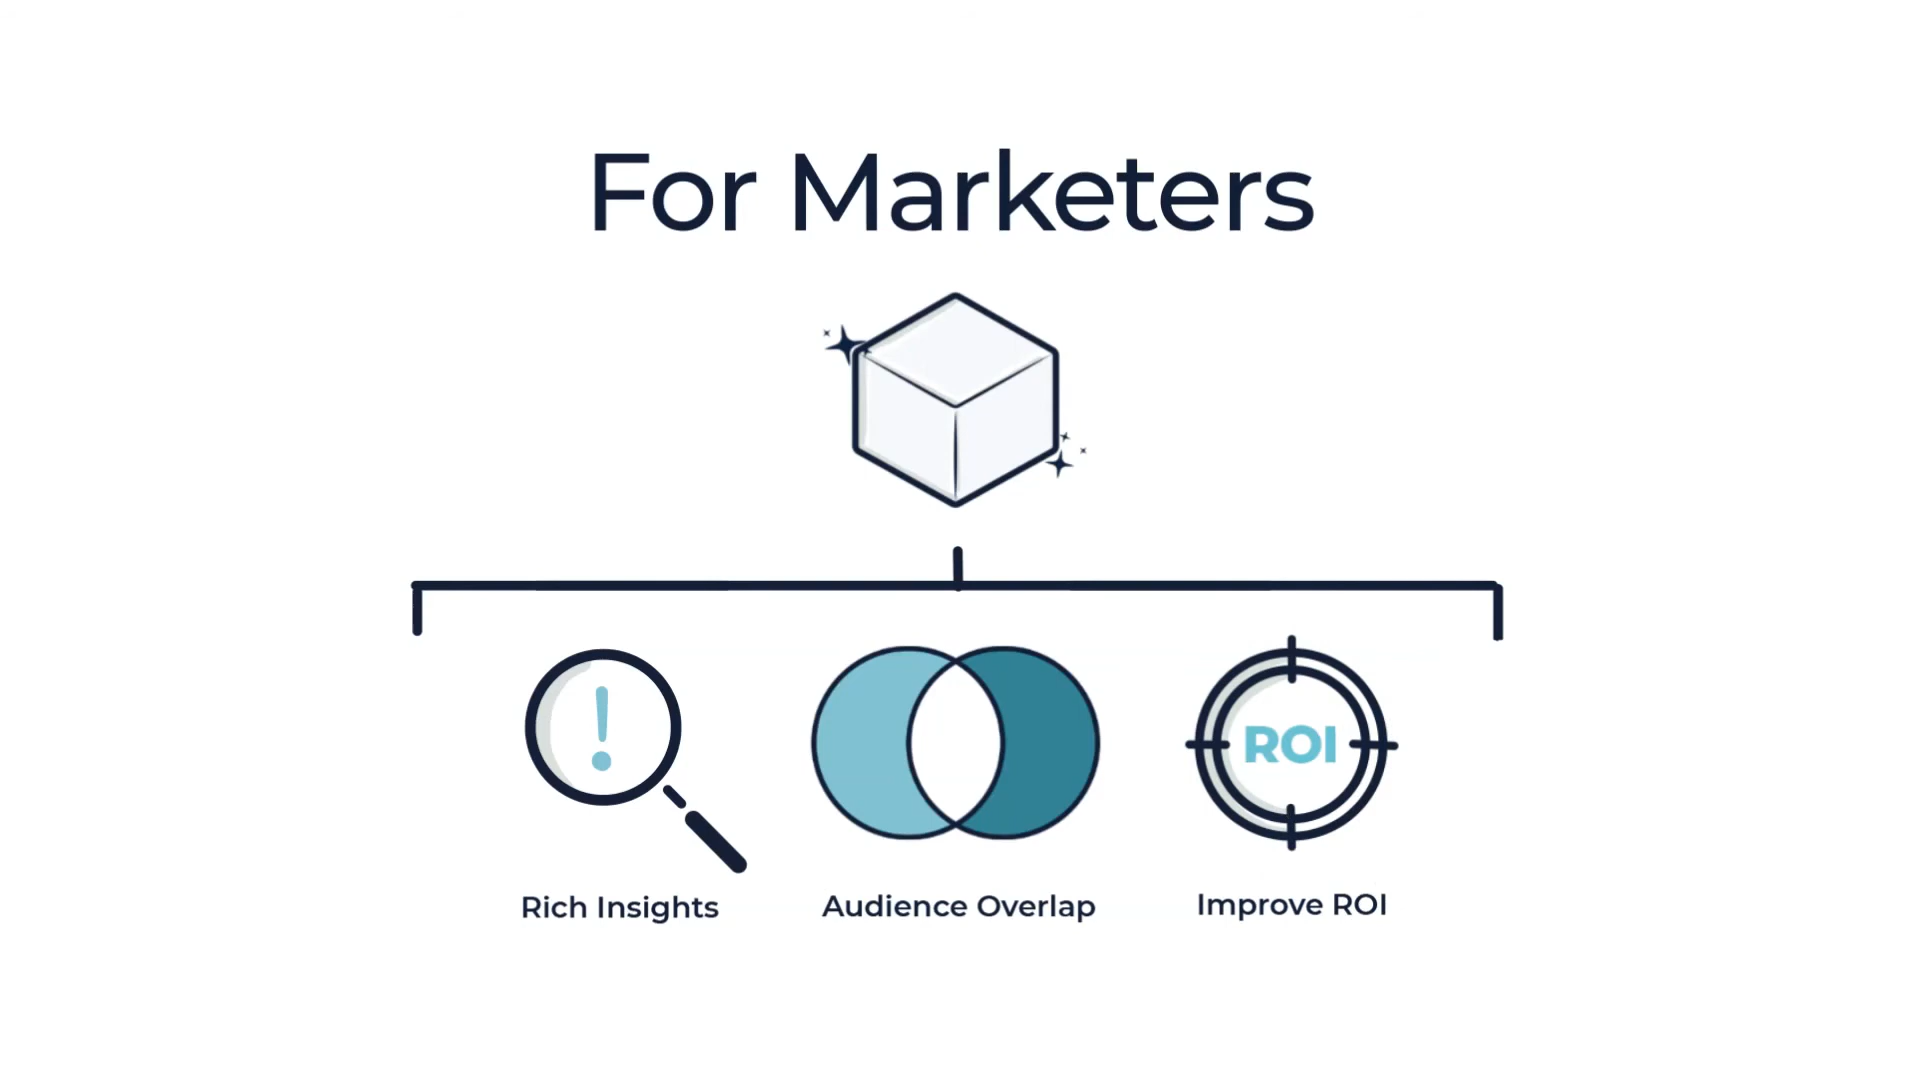 For Marketers
!
ROI
Rich Insights
Audience Overlap
Improve ROI